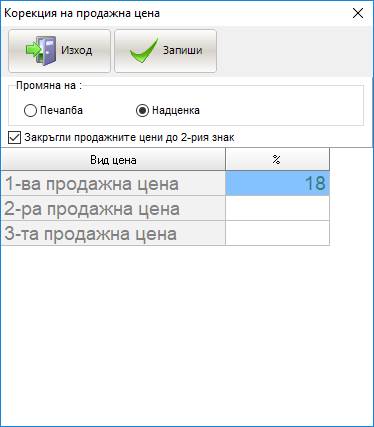 Корекция на продажна цена
Изход Запиши
Промяна на :
Печалба Надценка
Закръгли продажните цени до 2-рия знак
Вид цена %
1-ва продажна цена 18
2-ра продажна цена
3-та продажна цена